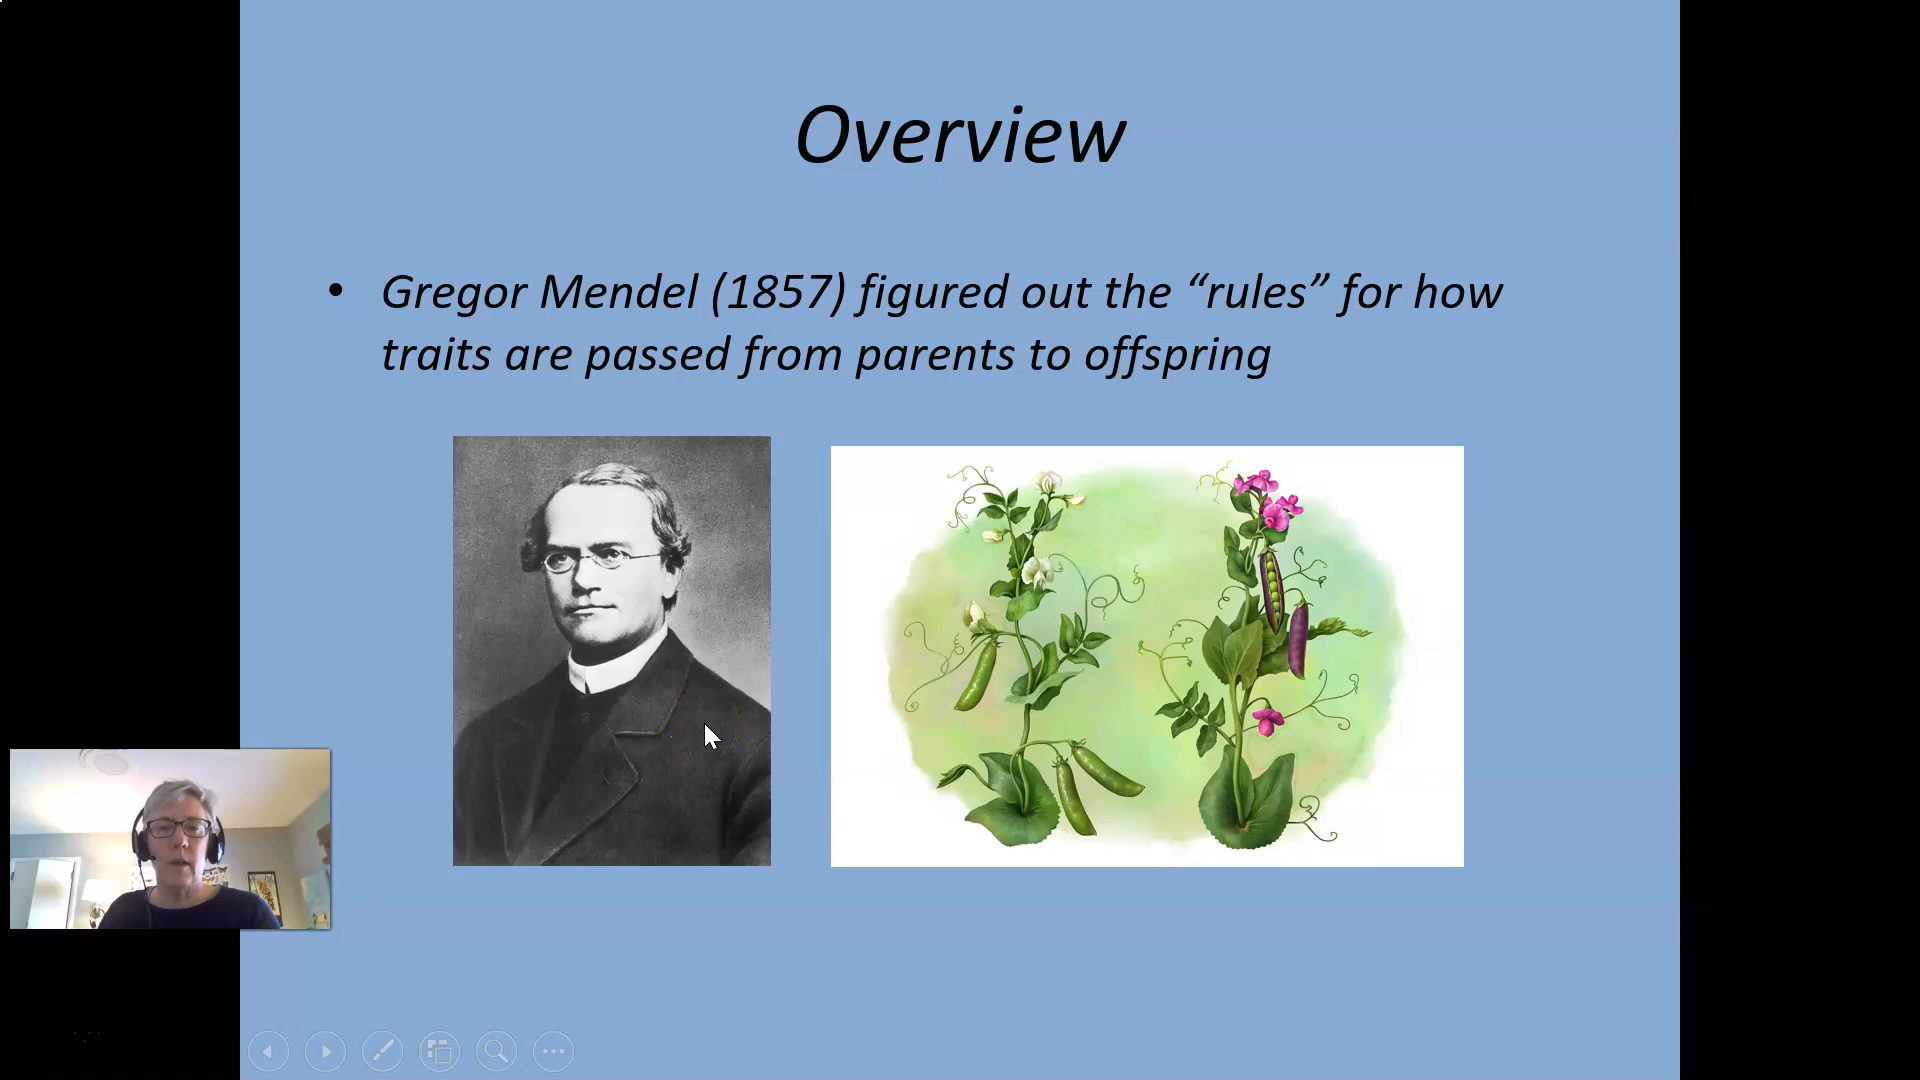 Overview
• Gregor Mendel (1857) figured out the “rules” for how
traits are passed from parents to offspring